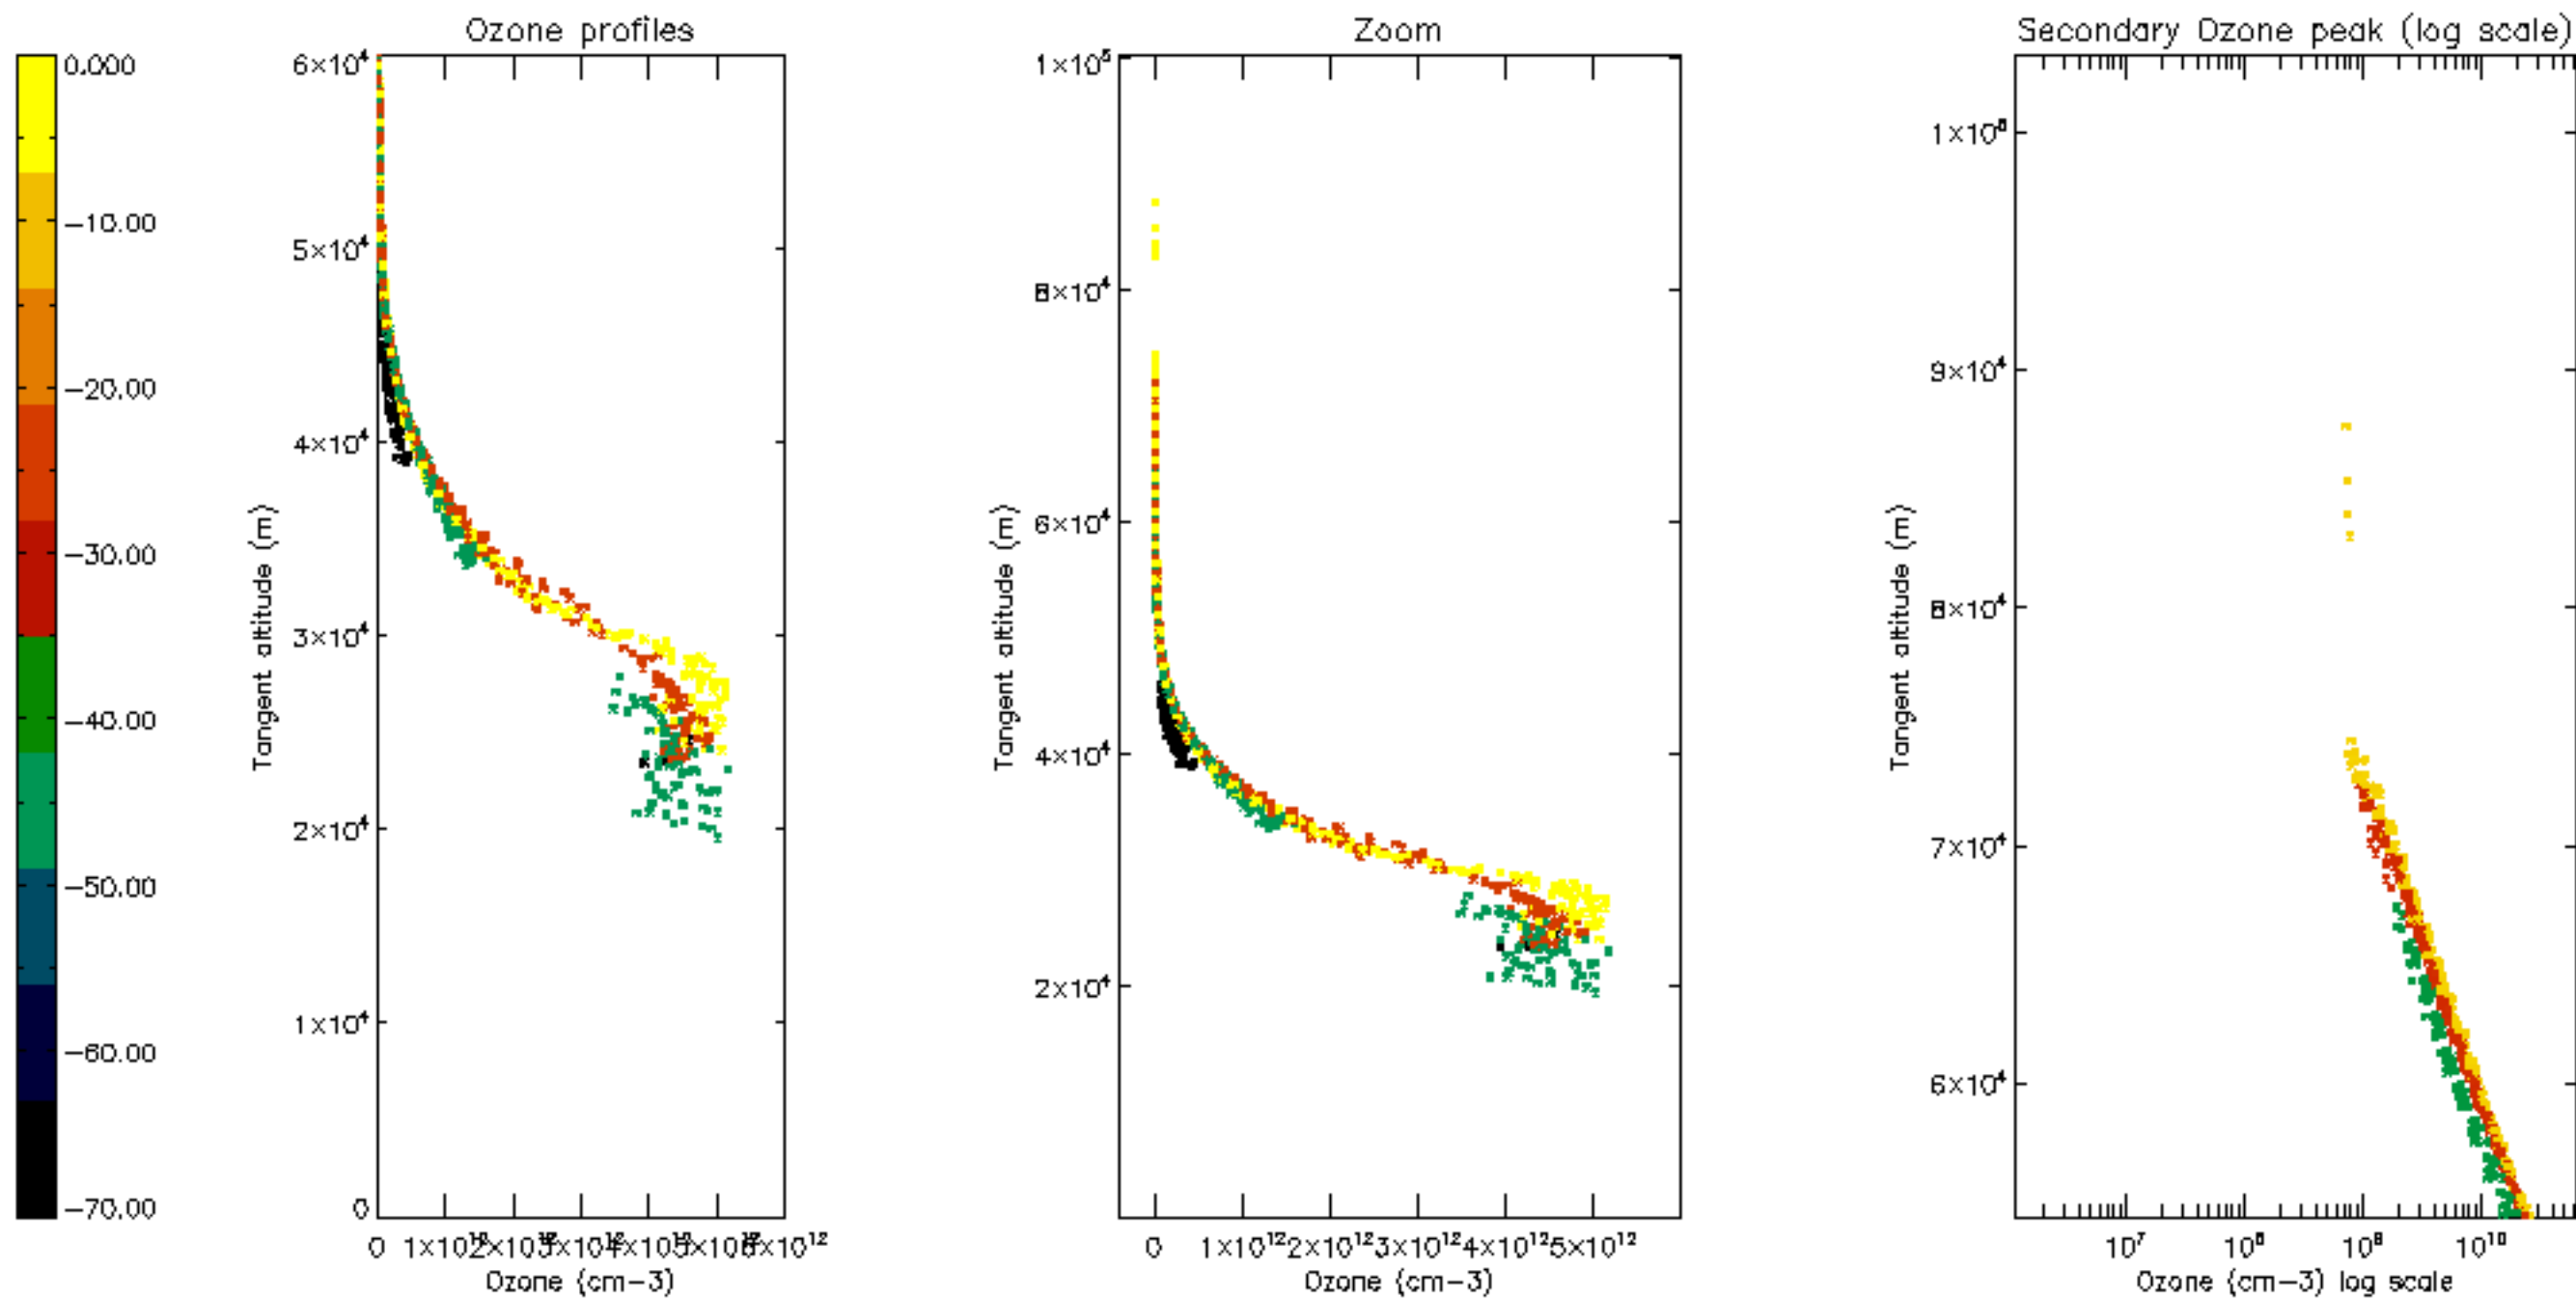 Ozone profiles
Zoom
Secondary Ozone peak (log scale)
0.000
-10.00
-20.00
-30.00
-40.00
-50.00
-60.00
-70.00
6×10⁴
5×10⁴
4×10⁴
3×10⁴
2×10⁴
1×10⁴
0
Tangent altitude (m)
0
Ozone (cm-3)
1×10⁵
8×10⁴
6×10⁴
4×10⁴
2×10⁴
Tangent altitude (m)
0 1×10¹² 2×10¹² 3×10¹² 4×10¹² 5×10¹²
Ozone (cm-3)
9×10⁴
8×10⁴
7×10⁴
6×10⁴
Tangent altitude (m)
10⁷ 10⁸ 10⁹ 10¹⁰
Ozone (cm-3) log scale